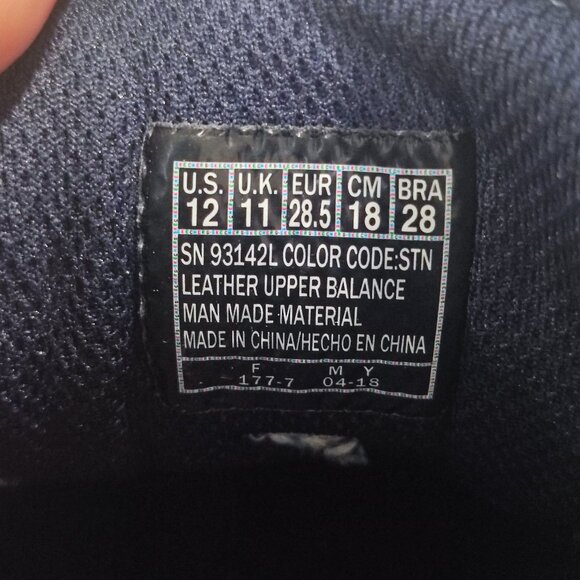 U.S. U.K. EUR CM BRA
12 11 28.5 18 28
SN 93142L COLOR CODE:STN
LEATHER UPPER BALANCE
MAN MADE MATERIAL
MADE IN CHINA/HECHO EN CHINA
F M Y
177-7 04-18